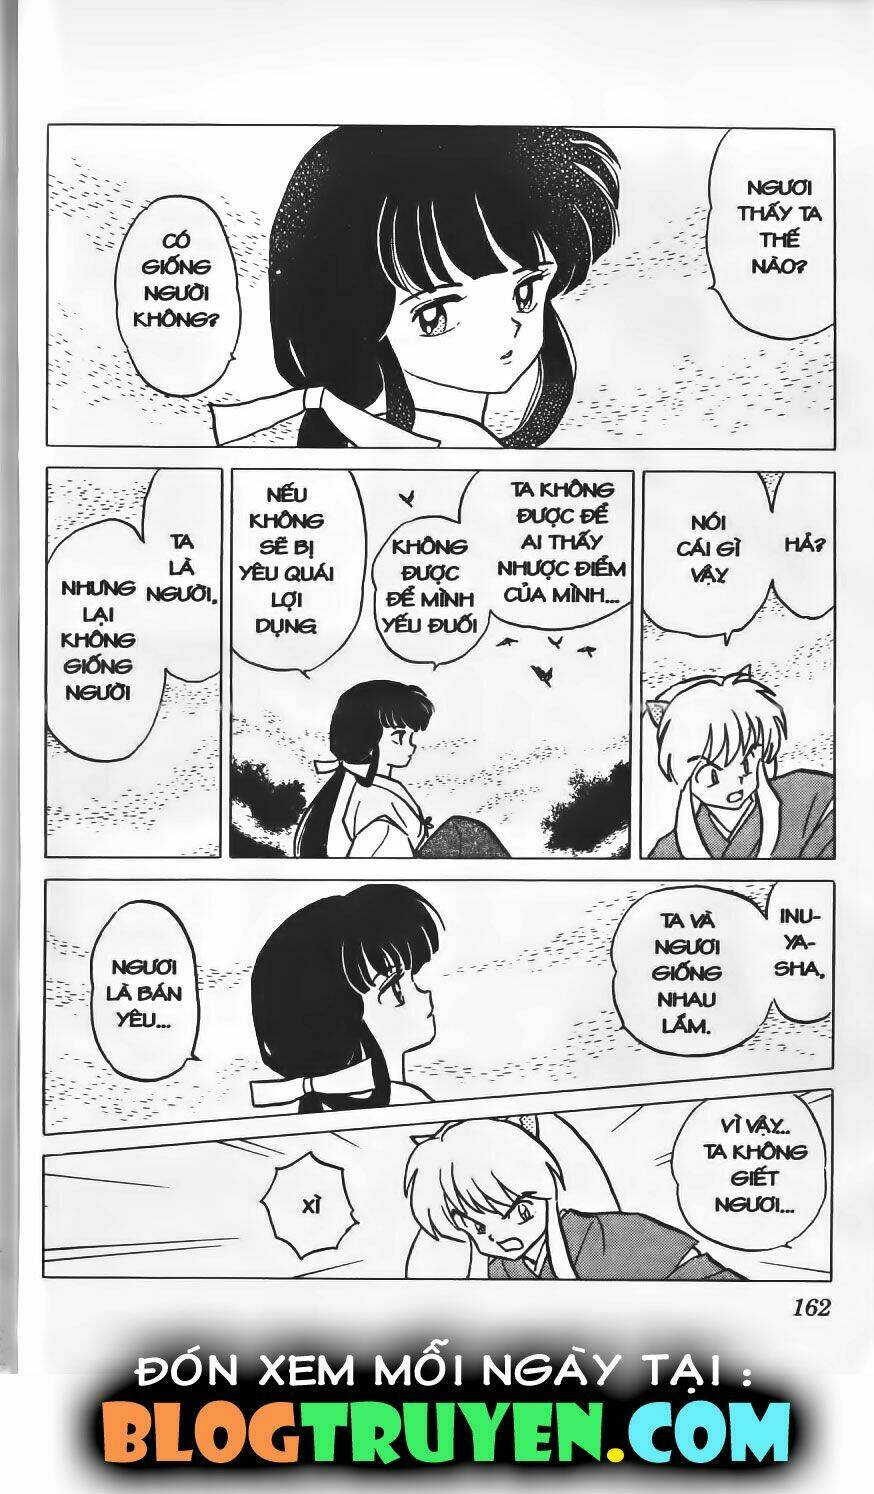 NGƯƠI
THẤY TA
THẾ
NÀO?
CÓ
GIỐNG
NGƯỜI
KHÔNG?
HẢ?
NÓI
CÁI GÌ
VẬY.
TA KHÔNG
ĐƯỢC ĐỂ
AI THẤY
NHƯỢC ĐIỂM
CỦA MÌNH...
KHÔNG
ĐƯỢC
ĐỂ MÌNH
YẾU ĐUỐI
NẾU
KHÔNG
SẼ BỊ
YÊU QUÁI
LỢI
DỤNG.
TA
LÀ
NGƯỜI.
NHƯNG
LẠI
KHÔNG
GIỐNG
NGƯỜI
INU-
YA-
SHA.
TA VÀ
NGƯƠI
GIỐNG
NHAU
LẮM.
NGƯƠI
LÀ BÁN
YÊU...
VÌ VẬY...
TA KHÔNG
GIẾT
NGƯƠI...
XÌ
162
ĐÓN XEM MỖI NGÀY TẠI :
BLOGTRUYEN.COM